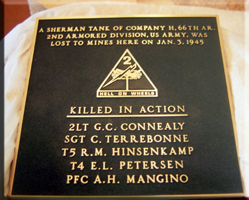 A SHERMAN TANK OF COMPANY H, 66TH AR.
2ND ARMORED DIVISION, US ARMY, WAS
LOST TO MINES HERE ON JAN. 3, 1945
2
HELL ON WHEELS
KILLED IN ACTION
2LT G.C. CONNEALY
SGT C. TERREBONNE
T5 R.M. HINSENKAMP
T4 E.L. PETERSEN
PFC A.H. MANGINO